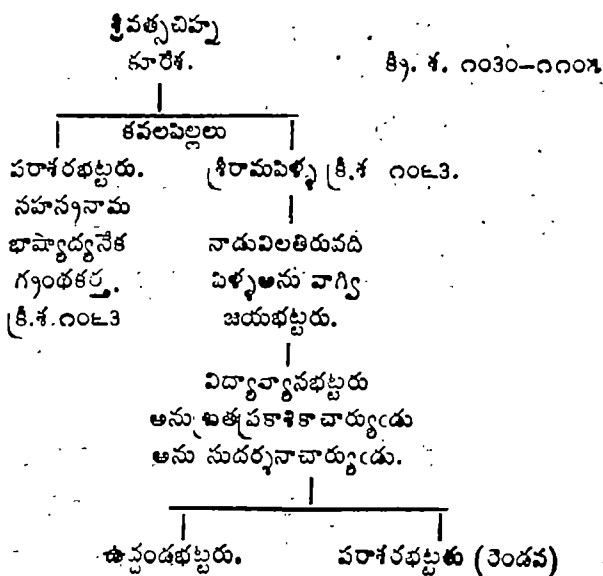 శ్రీవత్సచిహ్న
కూరేశ. క్రీ. శ. ౧౦౩౦–౧౧౦౫
కవలపిల్లలు
పరాశరభట్టరు. శ్రీరామపిళ్ళ క్రీ.శ ౧౦౬౩.
సహస్రనామ
భాష్యాద్యనేక నాడువిలతిరువది
గ్రంథకర్త. పిళ్ళఅను వాగ్వి
క్రీ.శ.౧౦౬౩ జయభట్టరు.
విద్యావ్యానభట్టరు
అను శ్రుతప్రకాశికాచార్యుఁడు
అను సుదర్శనాచార్యుఁడు.
ఉద్దండభట్టరు. పరాశరభట్టరు (రెండవ)